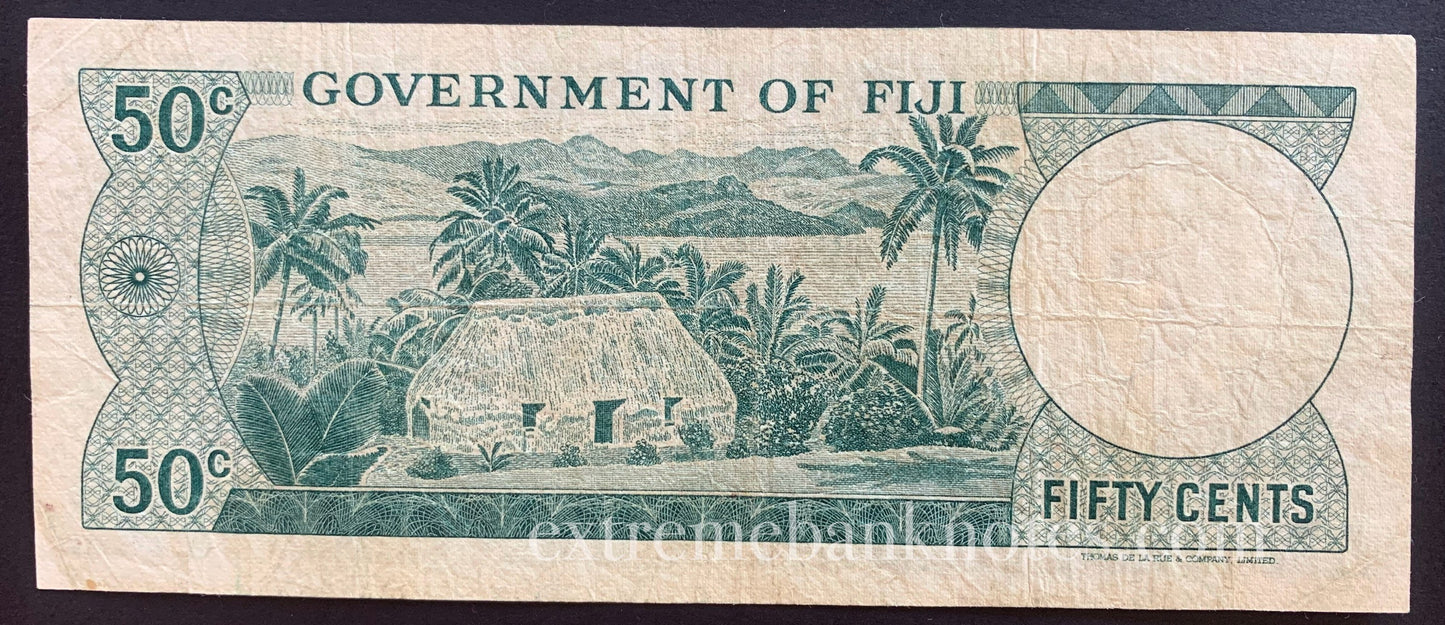 50c
GOVERNMENT OF FIJI
50c
FIFTY CENTS
extremebanknotes.com
THOMAS DE LA RUE & COMPANY, LIMITED.